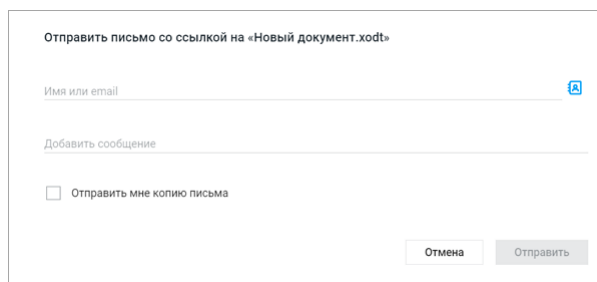 Отправить письмо со ссылкой на «Новый документ.xodt»
Имя или email
Добавить сообщение
Отправить мне копию письма
Отмена Отправить